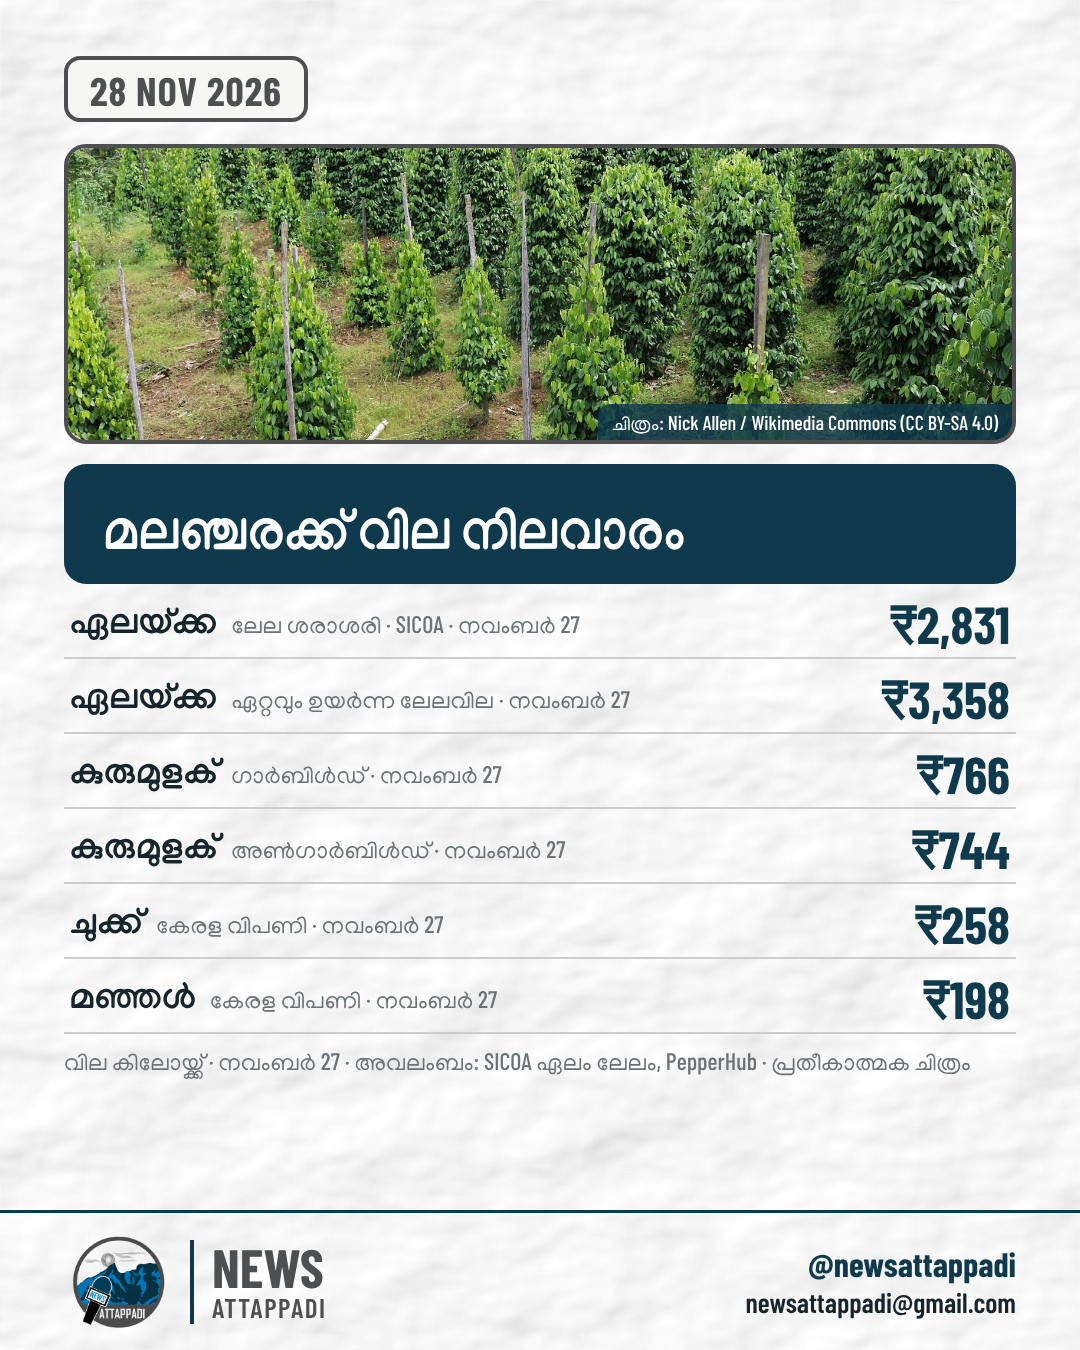 28 NOV 2026
ചിത്രം: Nick Allen / Wikimedia Commons (CC BY-SA 4.0)
മലഞ്ചരക്ക് വില നിലവാരം
ഏലയ്ക്ക ലേല ശരാശരി · SICOA · നവംബർ 27 ₹2,831
ഏലയ്ക്ക ഏറ്റവും ഉയർന്ന ലേലവില · നവംബർ 27 ₹3,358
കുരുമുളക് ഗാർബിൾഡ് · നവംബർ 27 ₹766
കുരുമുളക് അൺഗാർബിൾഡ് · നവംബർ 27 ₹744
ചുക്ക് കേരള വിപണി · നവംബർ 27 ₹258
മഞ്ഞൾ കേരള വിപണി · നവംബർ 27 ₹198
വില കിലോയ്ക്ക് · നവംബർ 27 · അവലംബം: SICOA ഏലം ലേലം, PepperHub · പ്രതീകാത്മക ചിത്രം
NEWS
ATTAPPADI
NEWS
ATTAPPADI
@newsattappadi
newsattappadi@gmail.com